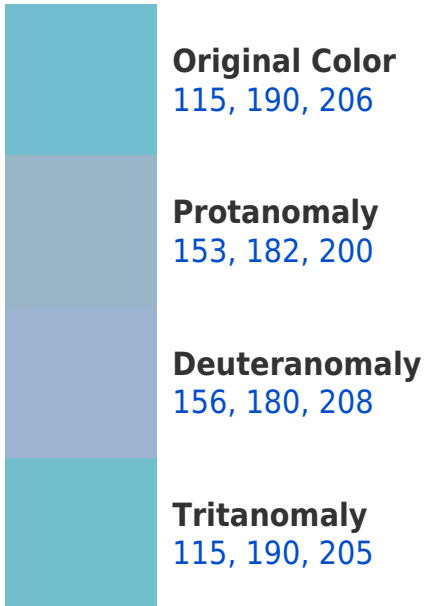 Original Color
115, 190, 206
Protanomaly
153, 182, 200
Deuteranomaly
156, 180, 208
Tritanomaly
115, 190, 205